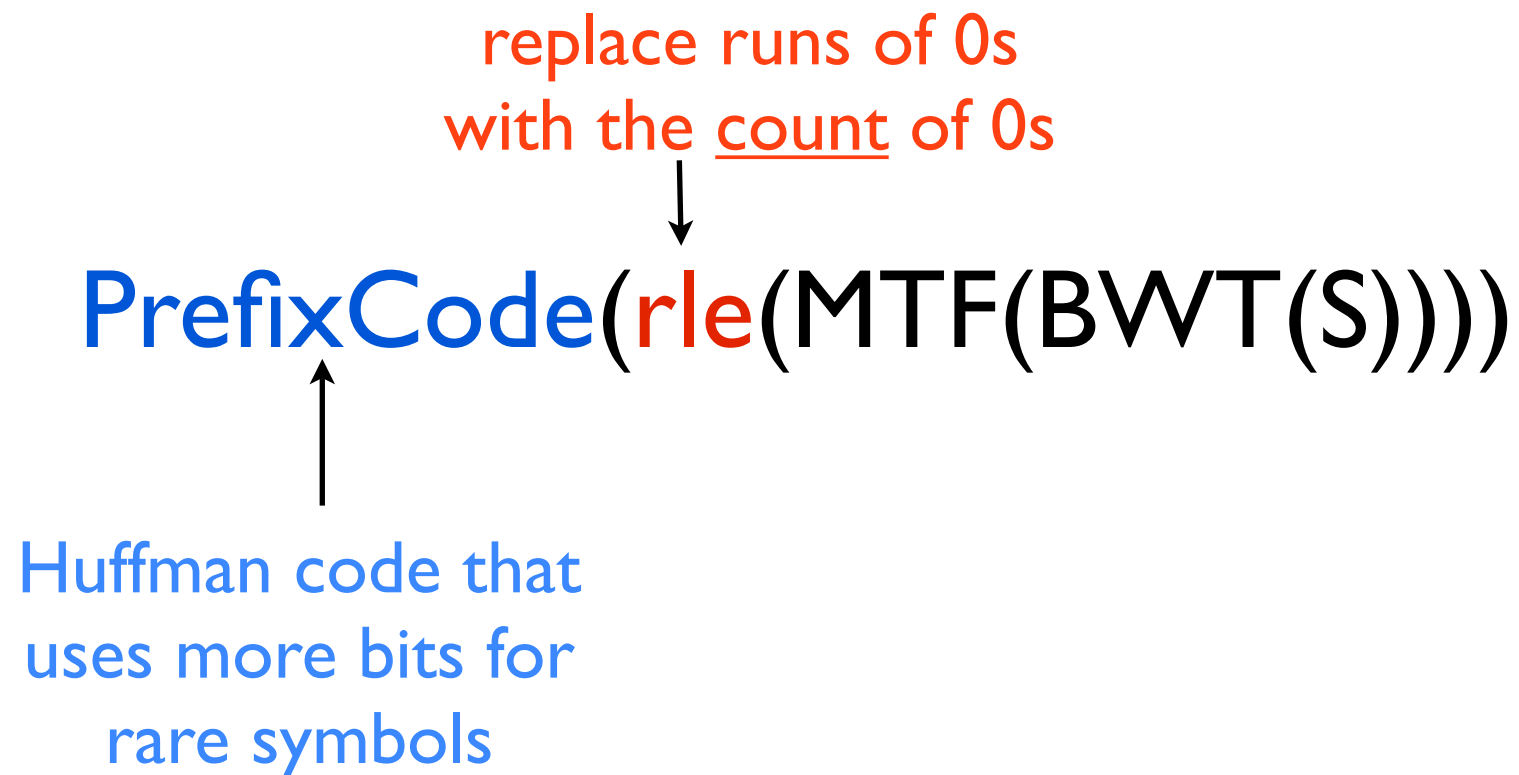 replace runs of 0s
with the count of 0s
PrefixCode(rle(MTF(BWT(S))))
Huffman code that
uses more bits for
rare symbols